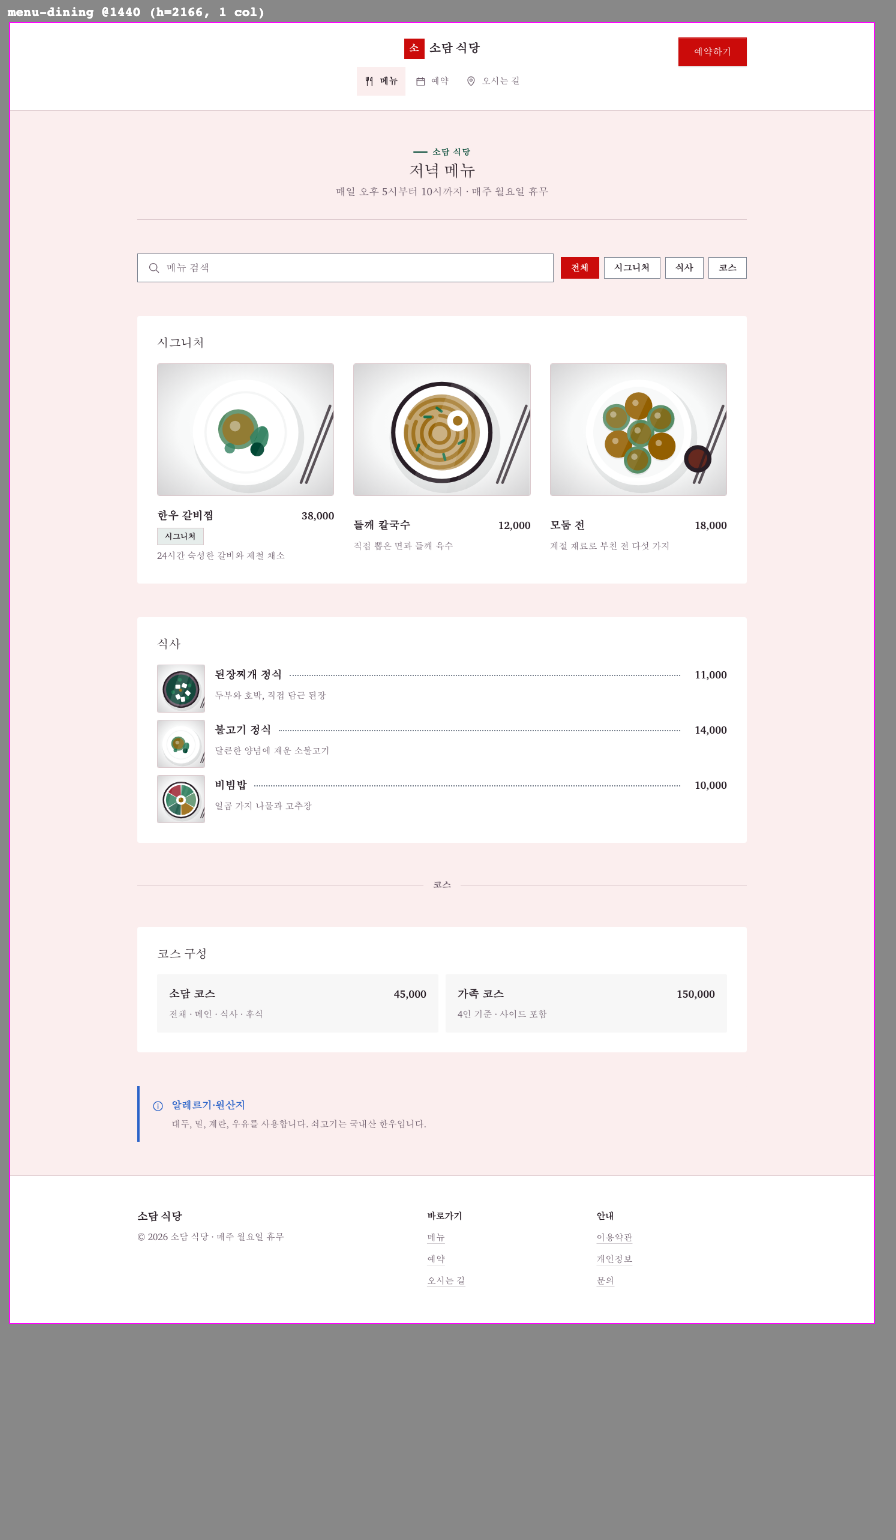 menu-dining @1440 (h=2166, 1 col)
소 소담 식당
예약하기
메뉴 예약 오시는 길
소담 식당
저녁 메뉴
매일 오후 5시부터 10시까지 · 매주 월요일 휴무
메뉴 검색
전체 시그니처 식사 코스
시그니처
한우 갈비찜 38,000
시그니처
24시간 숙성한 갈비와 제철 채소
들깨 칼국수 12,000
직접 뽑은 면과 들깨 육수
모둠 전 18,000
계절 재료로 부친 전 다섯 가지
식사
된장찌개 정식 11,000
두부와 호박, 직접 담근 된장
불고기 정식 14,000
달큰한 양념에 재운 소불고기
비빔밥 10,000
일곱 가지 나물과 고추장
코스
코스 구성
소담 코스 45,000
전채 · 메인 · 식사 · 후식
가족 코스 150,000
4인 기준 · 사이드 포함
알레르기·원산지
대두, 밀, 계란, 우유를 사용합니다. 쇠고기는 국내산 한우입니다.
소담 식당
© 2026 소담 식당 · 매주 월요일 휴무
바로가기
메뉴
예약
오시는 길
안내
이용약관
개인정보
문의